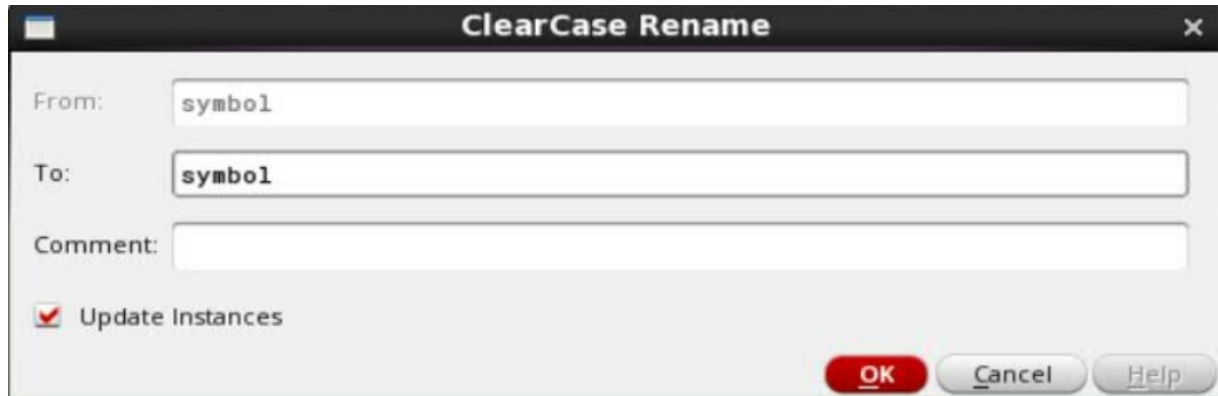 ClearCase Rename
From: symbol
To: symbol
Comment:
Update Instances
OK Cancel Help